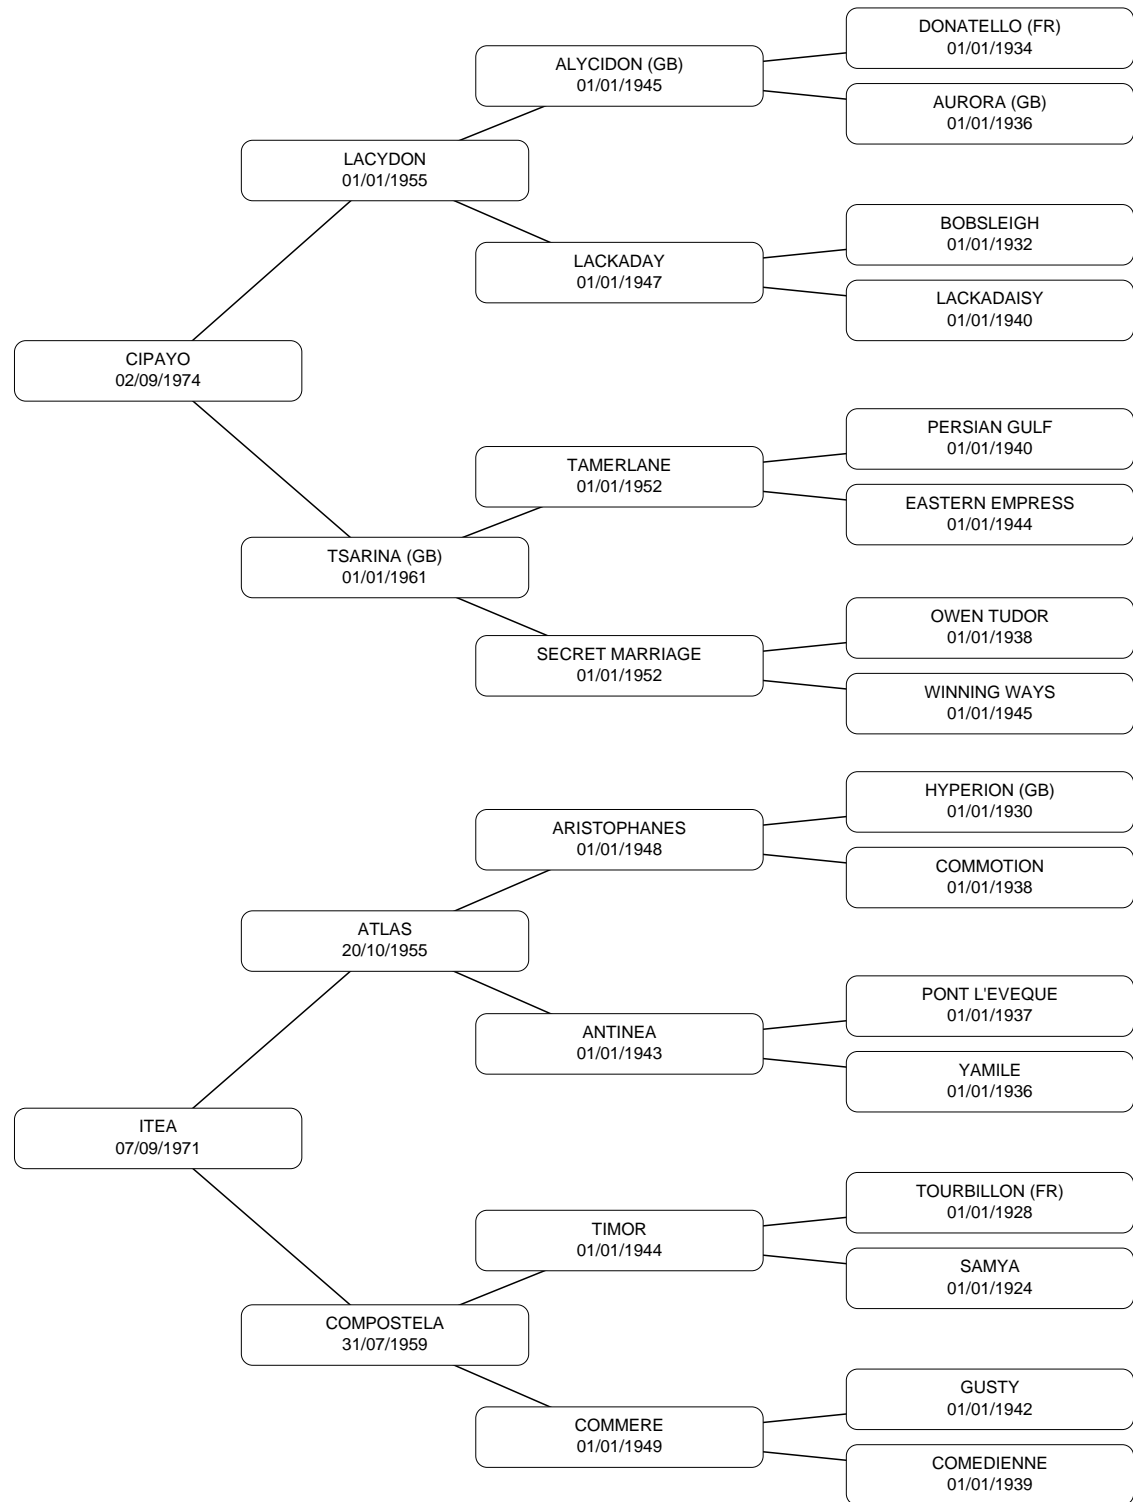 DONATELLO (FR)
01/01/1934
ALYCIDON (GB)
01/01/1945
AURORA (GB)
01/01/1936
LACYDON
01/01/1955
BOBSLEIGH
01/01/1932
LACKADAY
01/01/1947
LACKADAISY
01/01/1940
CIPAYO
02/09/1974
PERSIAN GULF
01/01/1940
TAMERLANE
01/01/1952
EASTERN EMPRESS
01/01/1944
TSARINA (GB)
01/01/1961
OWEN TUDOR
01/01/1938
SECRET MARRIAGE
01/01/1952
WINNING WAYS
01/01/1945
HYPERION (GB)
01/01/1930
ARISTOPHANES
01/01/1948
COMMOTION
01/01/1938
ATLAS
20/10/1955
PONT L'EVEQUE
01/01/1937
ANTINEA
01/01/1943
YAMILE
01/01/1936
ITEA
07/09/1971
TOURBILLON (FR)
01/01/1928
TIMOR
01/01/1944
SAMYA
01/01/1924
COMPOSTELA
31/07/1959
GUSTY
01/01/1942
COMMERE
01/01/1949
COMEDIENNE
01/01/1939